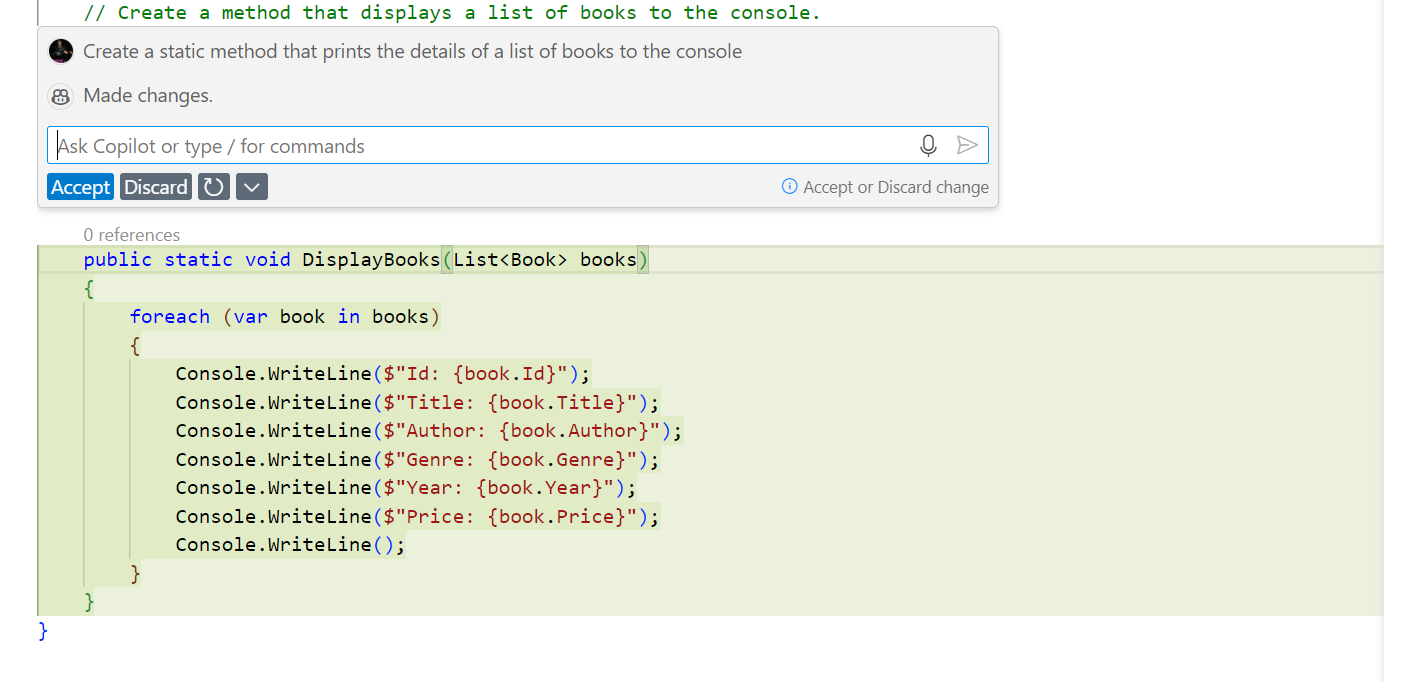 // Create a method that displays a list of books to the console.
Create a static method that prints the details of a list of books to the console
Made changes.
Ask Copilot or type / for commands
Accept Discard Accept or Discard change
0 references
public static void DisplayBooks(List<Book> books)
{
foreach (var book in books)
{
Console.WriteLine($"Id: {book.Id}");
Console.WriteLine($"Title: {book.Title}");
Console.WriteLine($"Author: {book.Author}");
Console.WriteLine($"Genre: {book.Genre}");
Console.WriteLine($"Year: {book.Year}");
Console.WriteLine($"Price: {book.Price}");
Console.WriteLine();
}
}
}